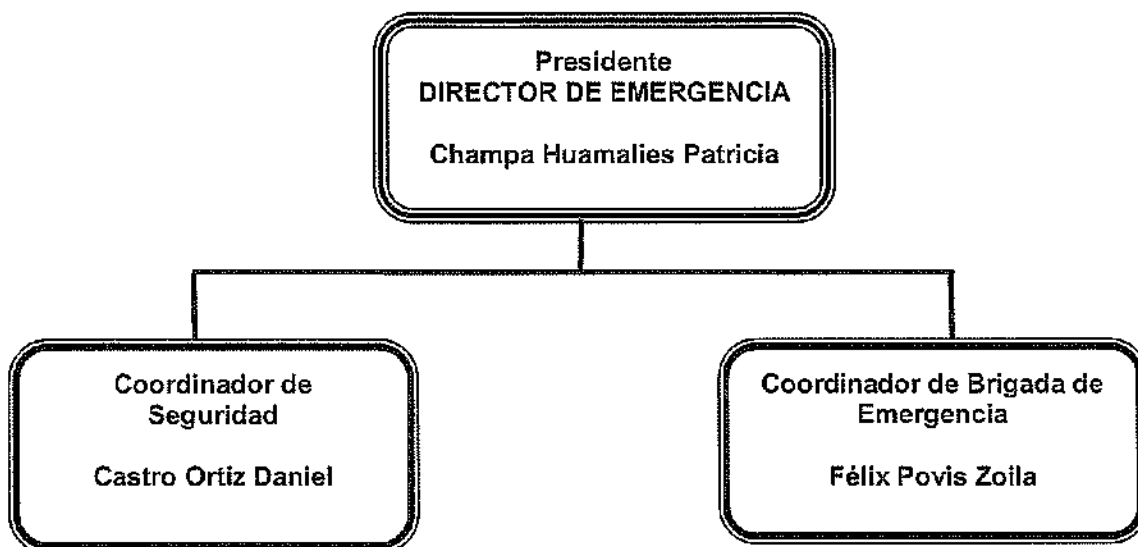 Presidente
DIRECTOR DE EMERGENCIA
Champa Huamalies Patricia
Coordinador de
Seguridad
Castro Ortiz Daniel
Coordinador de Brigada de
Emergencia
Félix Povis Zoila